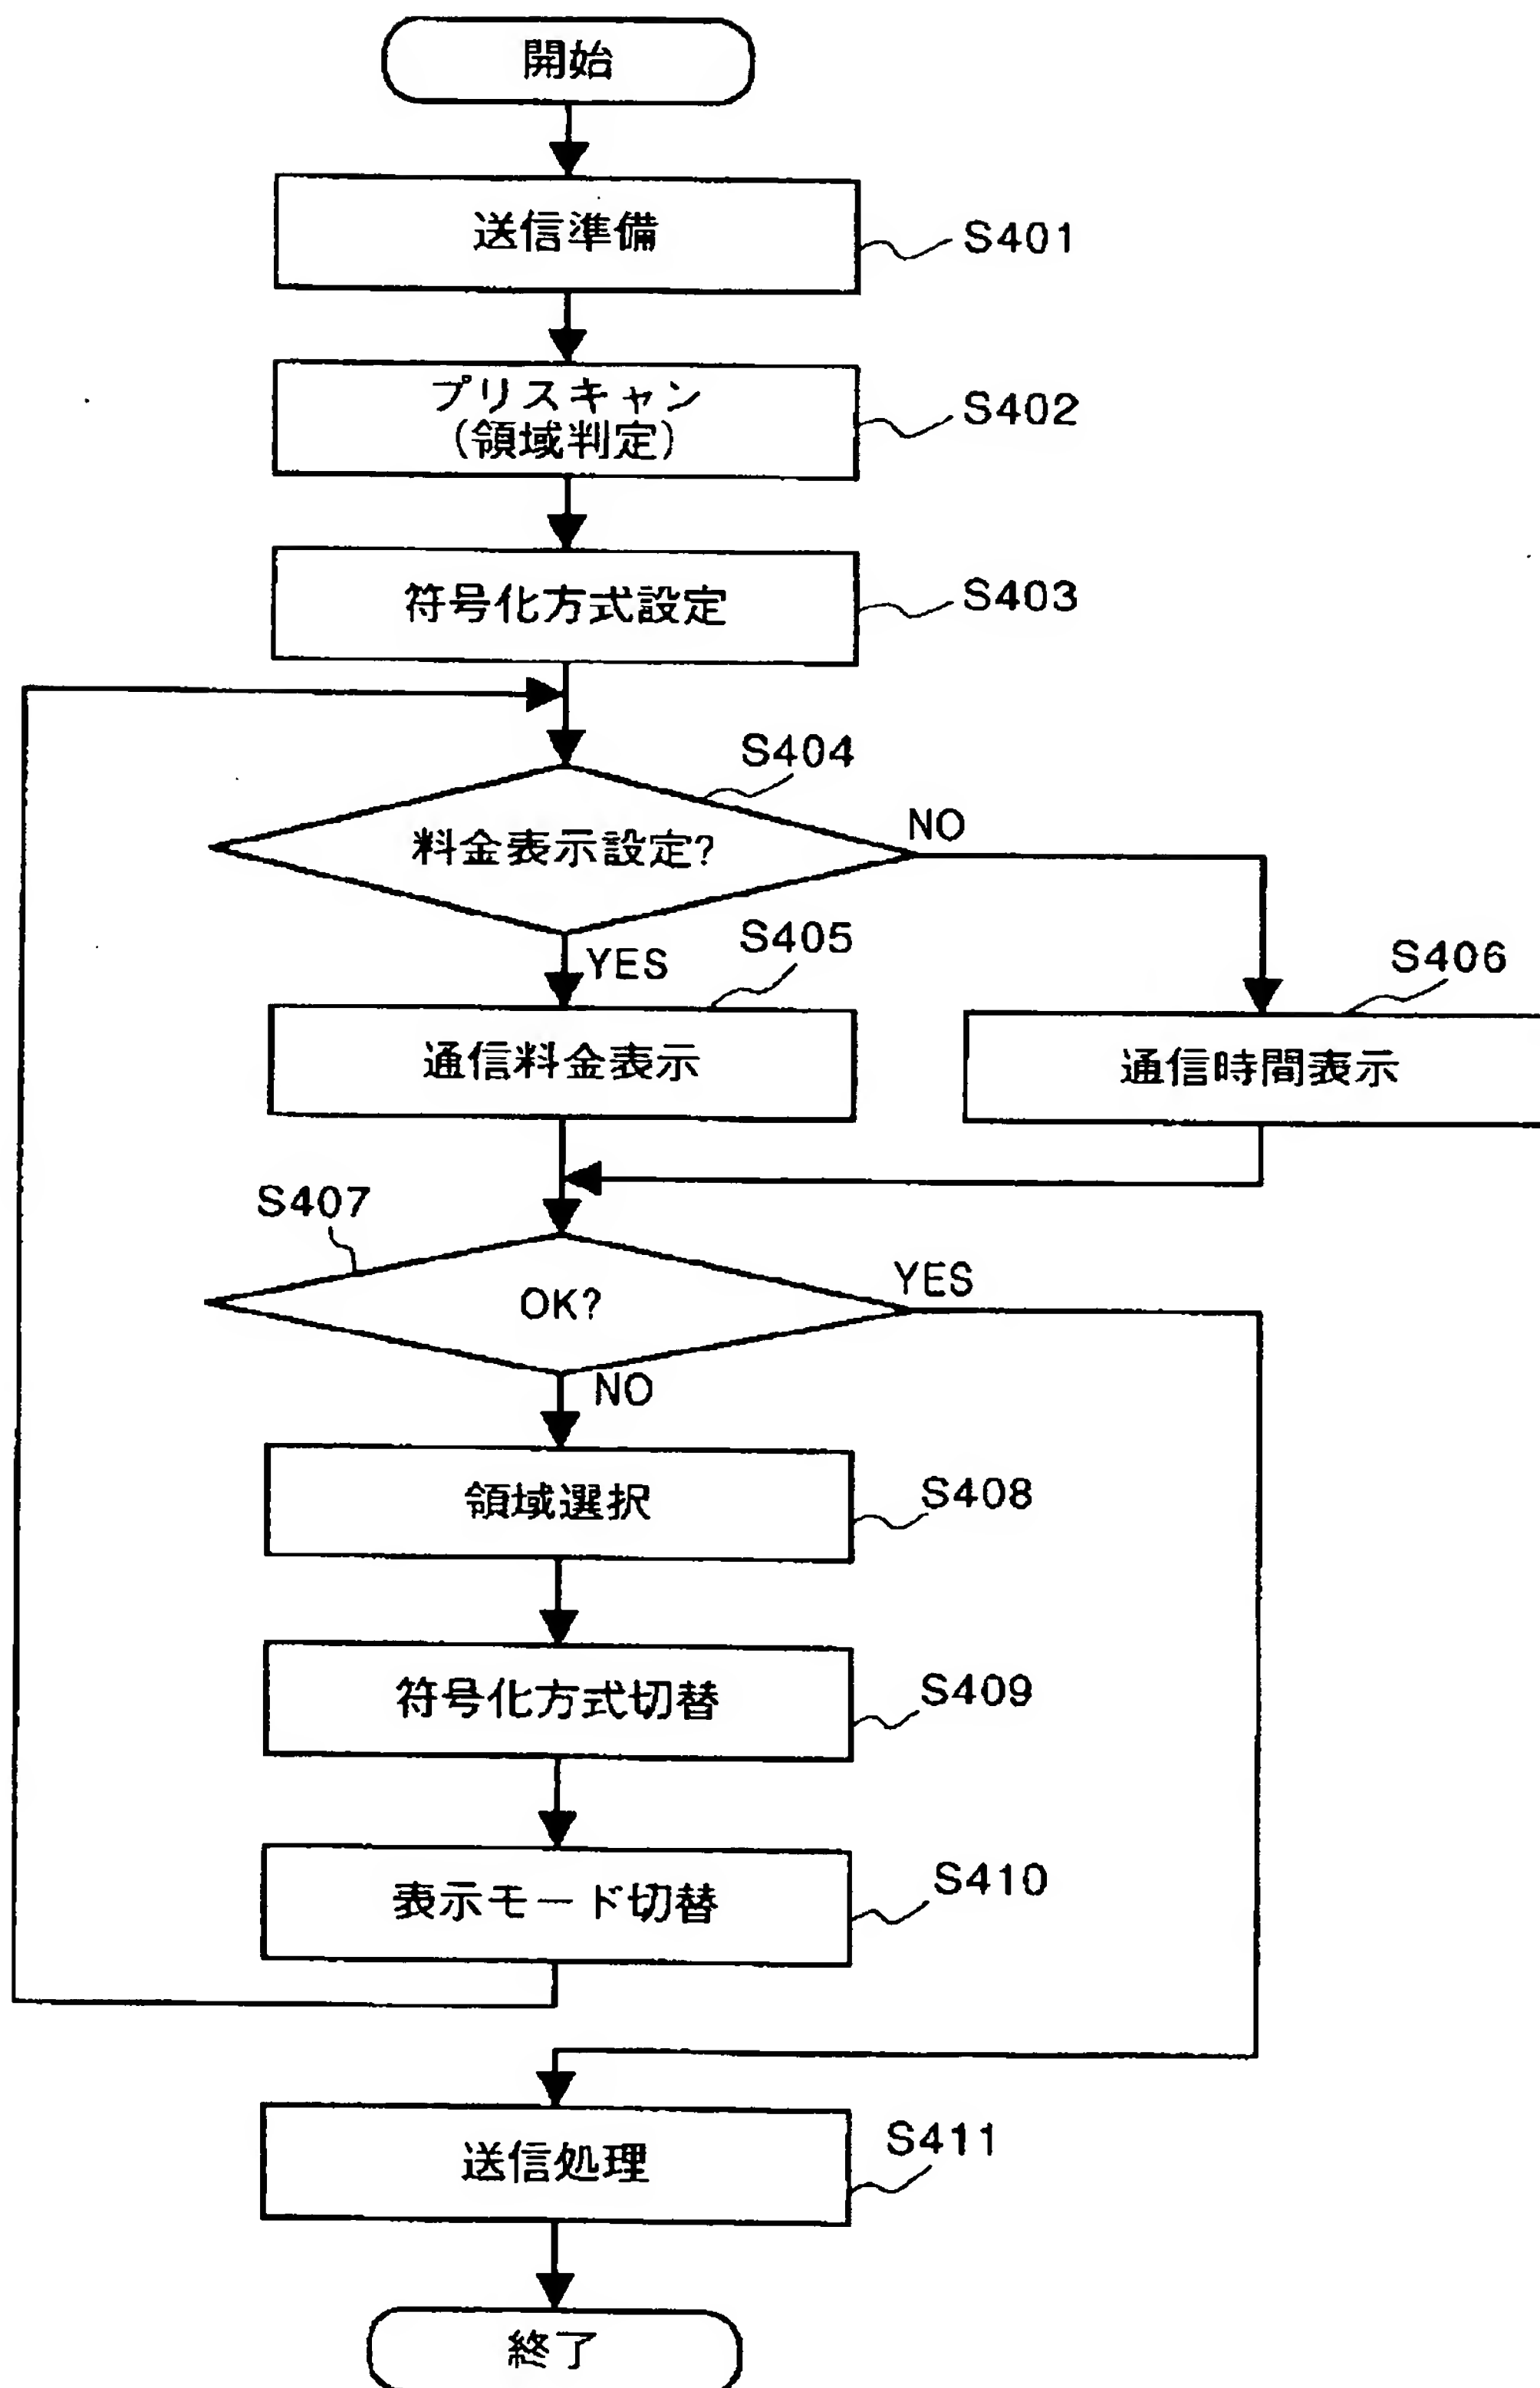 開始
送信準備
S401
プリスキャン
(領域判定)
S402
符号化方式設定
S403
S404
料金表示設定?
NO
YES
S405
S406
通信料金表示
通信時間表示
S407
OK?
YES
NO
領域選択
S408
符号化方式切替
S409
表示モード切替
S410
送信処理
S411
終了